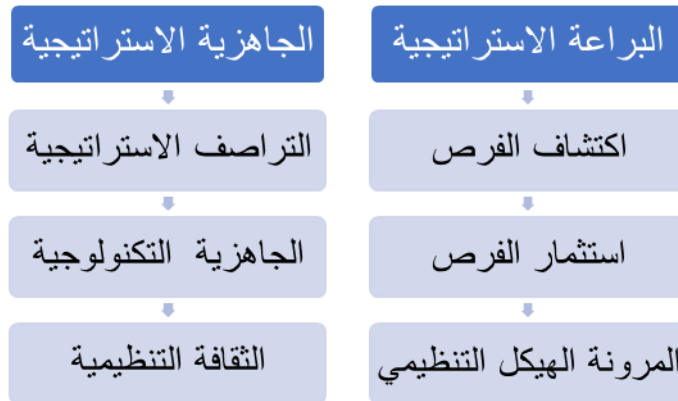 البراعة الاستراتيجية
اكتشاف الفرص
استثمار الفرص
المرونة الهيكل التنظيمي
الجاهزية الاستراتيجية
التراصف الاستراتيجية
الجاهزية التكنولوجية
الثقافة التنظيمية